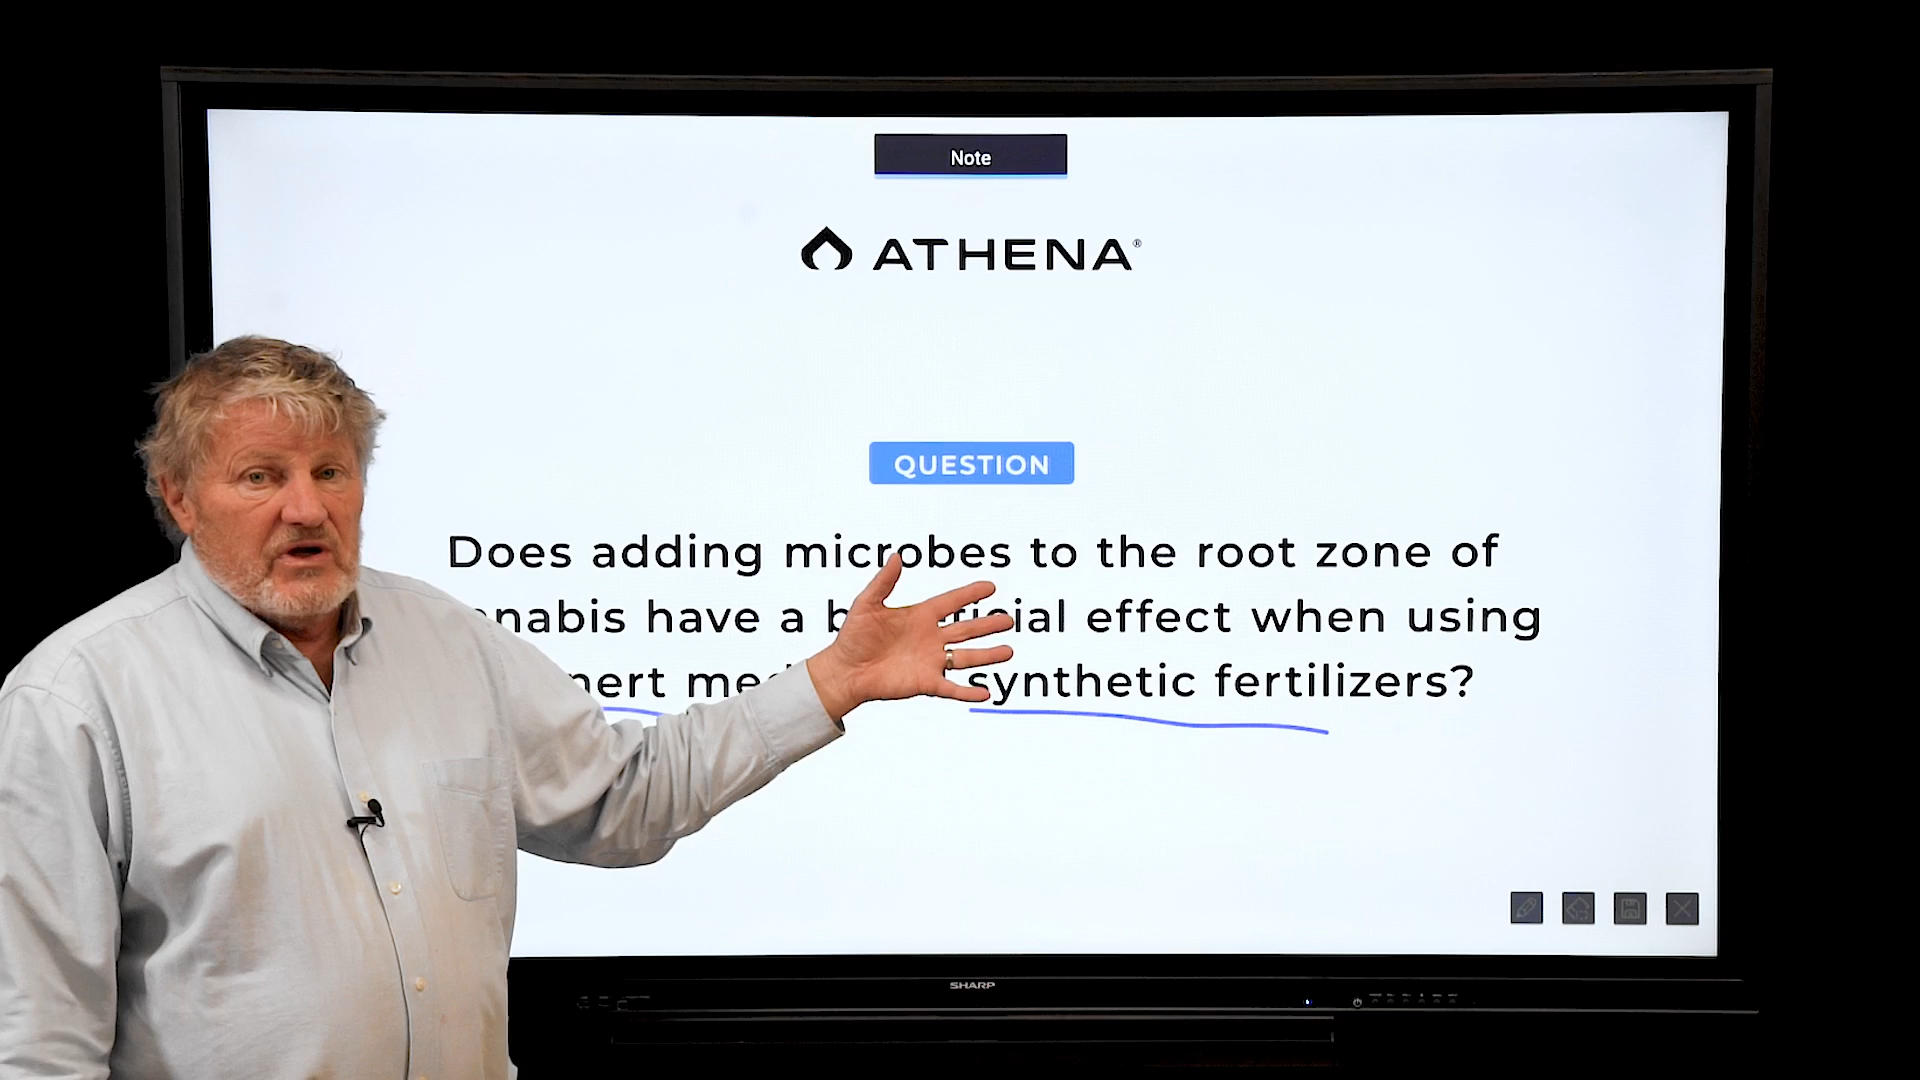 Note
ATHENA®
QUESTION
Does adding microbes to the root zone of
nabis have a b ial effect when using
nert me synthetic fertilizers?
SHARP